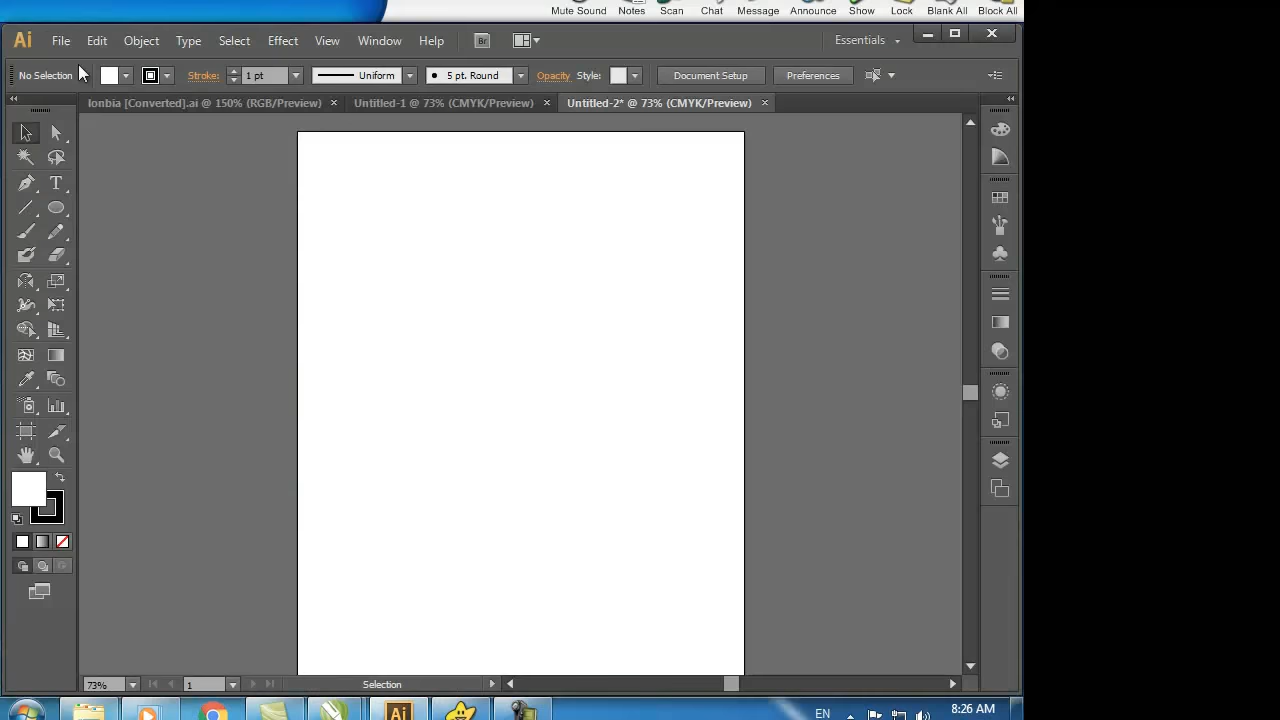 Mute Sound Notes Scan Chat Message Announce Show Lock Blank All Block All
Ai File Edit Object Type Select Effect View Window Help Br Essentials
No Selection Stroke: 1 pt Uniform 5 pt. Round Opacity Style: Document Setup Preferences
Ionbia [Converted].ai @ 150% (RGB/Preview) Untitled-1 @ 73% (CMYK/Preview) Untitled-2* @ 73% (CMYK/Preview)
T
73% 1 Selection
Ai EN 8:26 AM